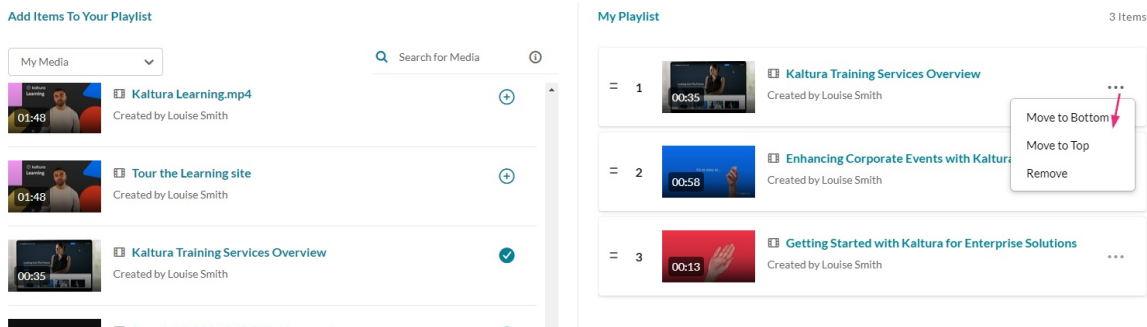 Add Items To Your Playlist
My Media
Search for Media
kaltura
Learning
01:48
Kaltura Learning.mp4
Created by Louise Smith
kaltura
Learning
01:48
Tour the Learning site
Created by Louise Smith
00:35
Kaltura Training Services Overview
Created by Louise Smith
My Playlist
3 Items
1
00:35
Kaltura Training Services Overview
Created by Louise Smith
Move to Bottom
Move to Top
Remove
2
00:58
Enhancing Corporate Events with Kaltura
Created by Louise Smith
3
00:13
Getting Started with Kaltura for Enterprise Solutions
Created by Louise Smith